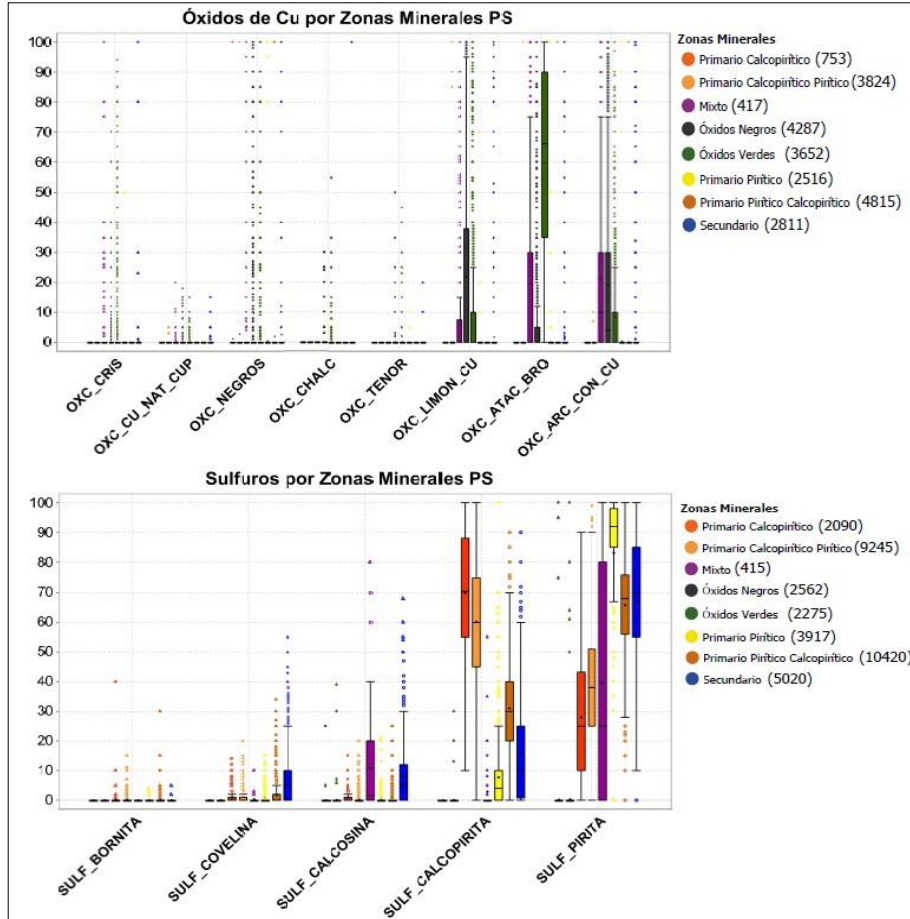 Óxidos de Cu por Zonas Minerales PS
100
90
80
70
60
50
40
30
20
10
0
OXC_CRIS
OXC_CU_NAT_CUP
OXC_NEGROS
OXC_CHALC
OXC_TENOR
OXC_LIMON_CU
OXC_ATAC_BRO
OXC_ARC_CON_CU
Zonas Minerales
Primario Calcopirítico (753)
Primario Calcopirítico Pirítico (3824)
Mixto (417)
Óxidos Negros (4287)
Óxidos Verdes (3652)
Primario Pirítico (2516)
Primario Pirítico Calcopirítico (4815)
Secundario (2811)
Sulfuros por Zonas Minerales PS
100
90
80
70
60
50
40
30
20
10
0
SULF_BORNITA
SULF_COVELINA
SULF_CALCOSINA
SULF_CALCOPIRITA
SULF_PIRITA
Zonas Minerales
Primario Calcopirítico (2090)
Primario Calcopirítico Pirítico (9245)
Mixto (415)
Óxidos Negros (2562)
Óxidos Verdes (2275)
Primario Pirítico (3917)
Primario Pirítico Calcopirítico (10420)
Secundario (5020)